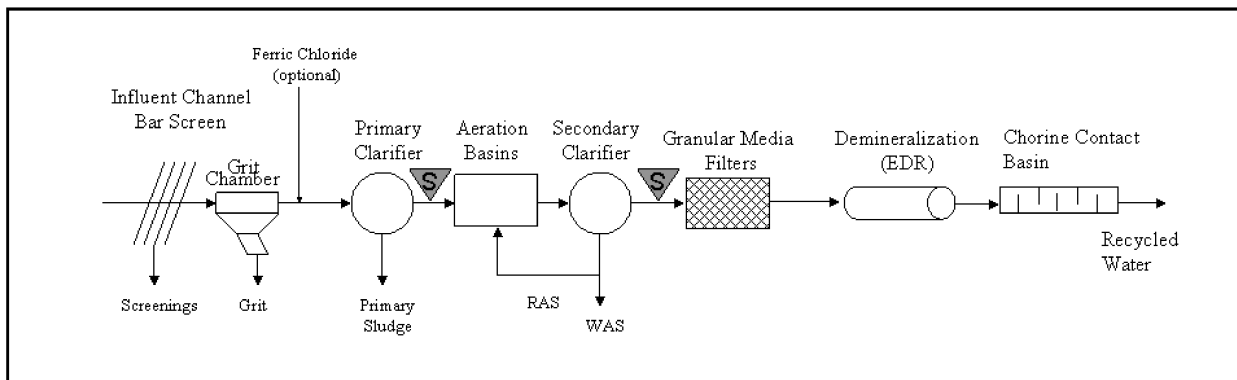 Ferric Chloride
(optional)
Influent Channel
Bar Screen
Grit
Chamber
Primary
Clarifier
S
Aeration
Basins
Secondary
Clarifier
S
Granular Media
Filters
Demineralization
(EDR)
Chorine Contact
Basin
Recycled
Water
Screenings
Grit
Primary
Sludge
RAS
WAS